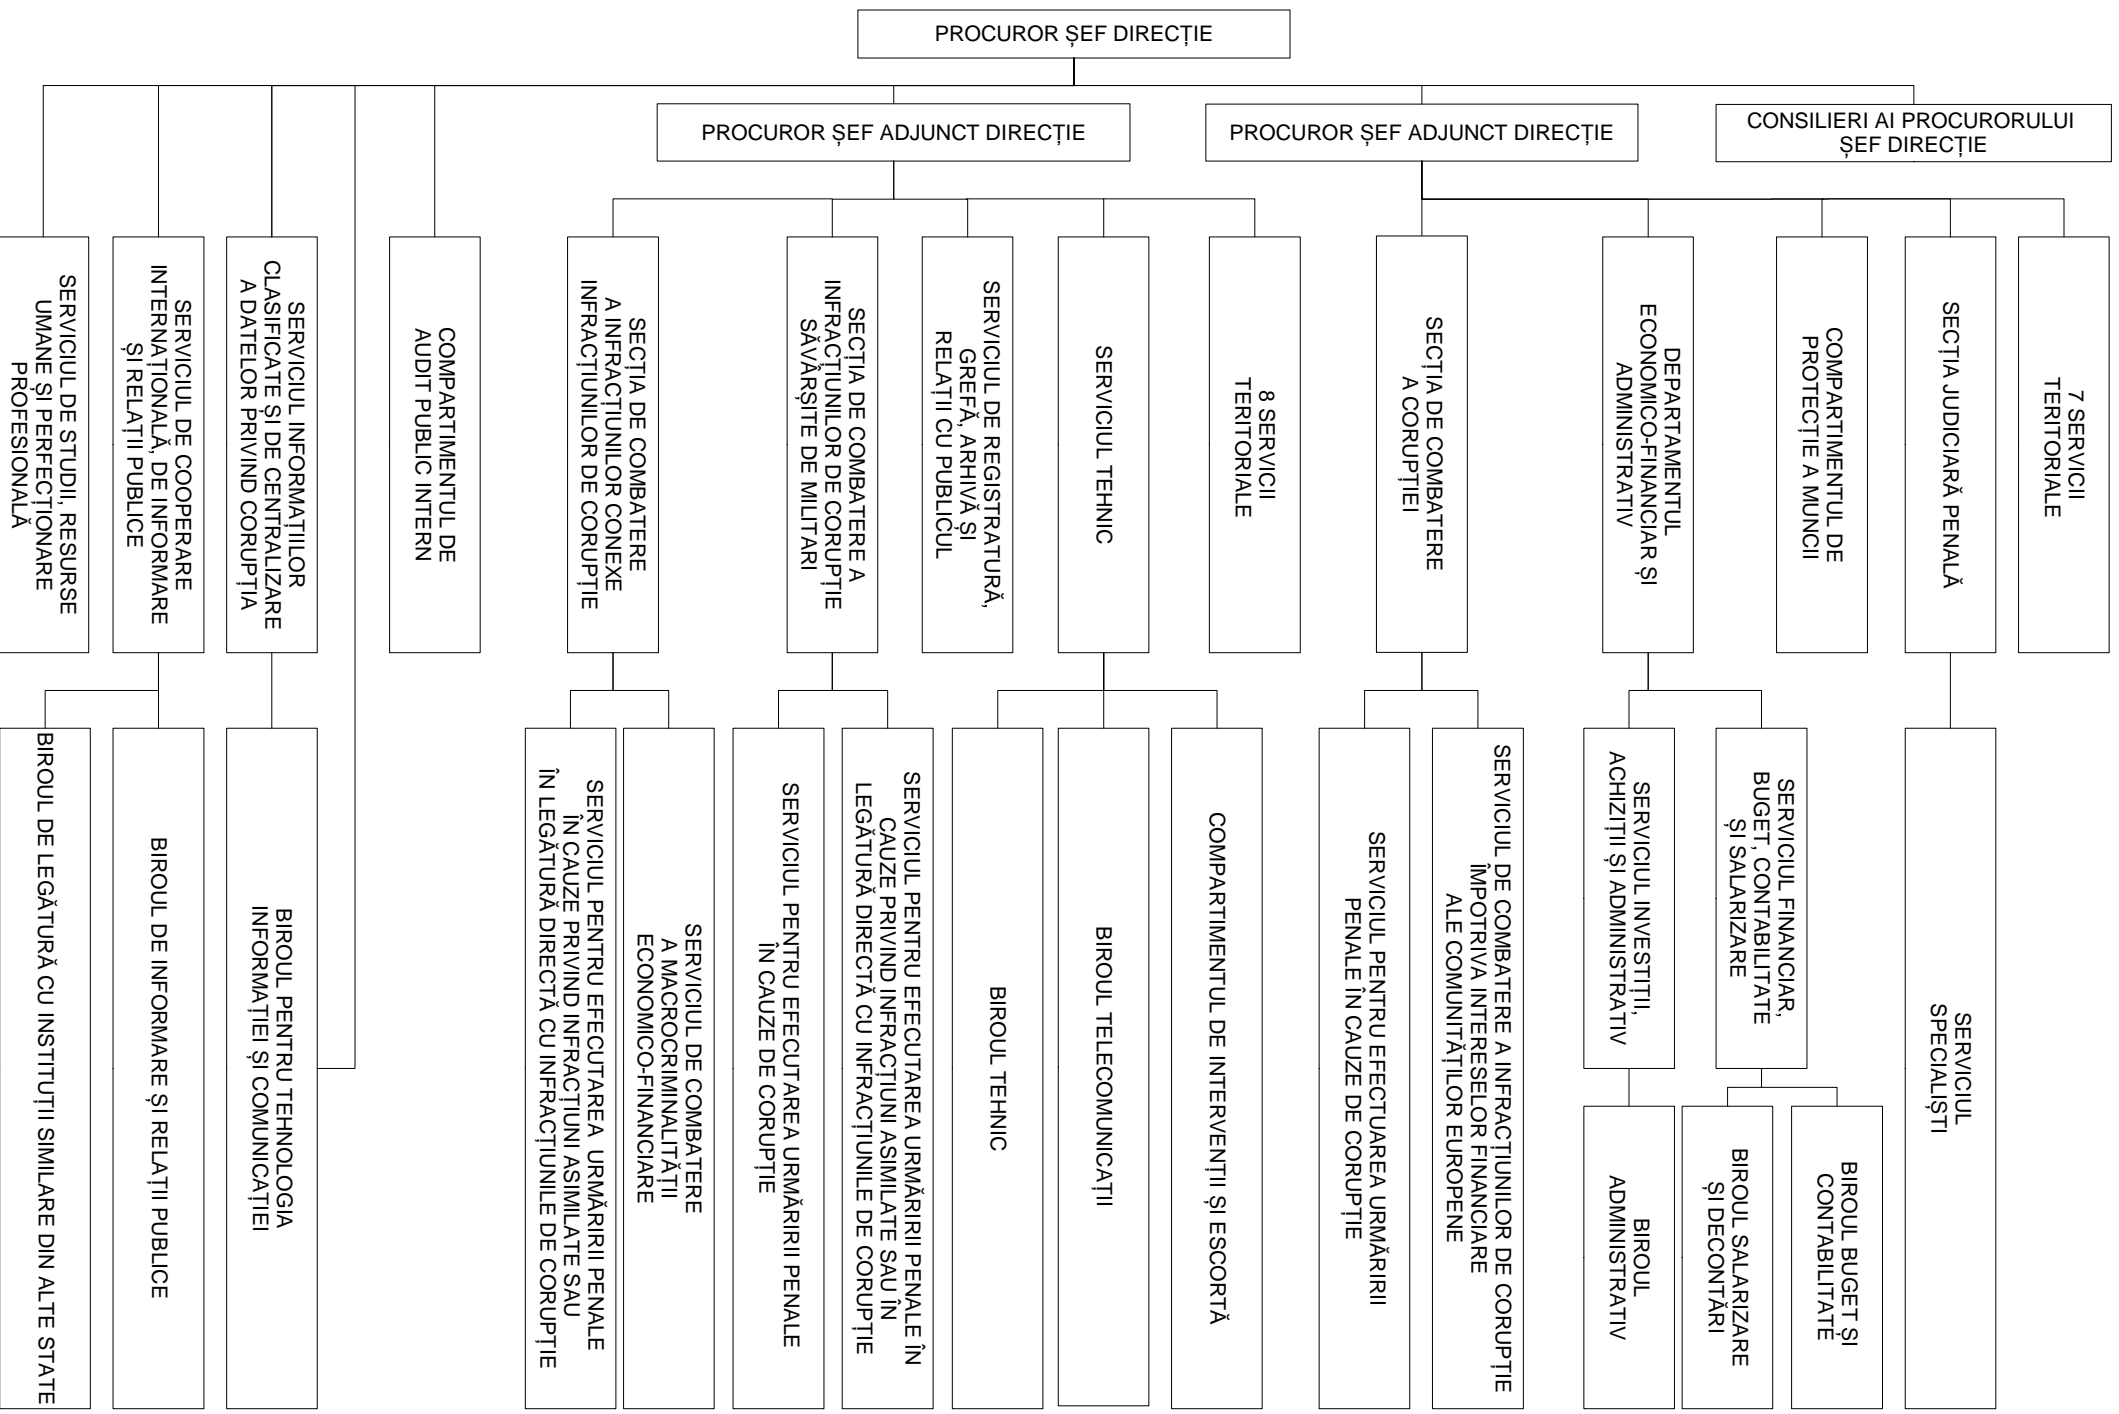 PROCUROR ȘEF DIRECȚIE
PROCUROR ȘEF ADJUNCT DIRECȚIE
PROCUROR ȘEF ADJUNCT DIRECȚIE
CONSILIERI AI PROCURORULUI
ȘEF DIRECȚIE
SERVICIUL DE STUDII, RESURSE
UMANE ȘI PERFECȚIONARE
PROFESIONALĂ
SERVICIUL DE COOPERARE
INTERNAȚIONALĂ, DE INFORMARE
ȘI RELAȚII PUBLICE
SERVICIUL INFORMAȚIILOR
CLASIFICATE ȘI DE CENTRALIZARE
A DATELOR PRIVIND CORUPȚIA
COMPARTIMENTUL DE
AUDIT PUBLIC INTERN
SECȚIA DE COMBATERE
A INFRACȚIUNILOR CONEXE
INFRACȚIUNILOR DE CORUPȚIE
SECȚIA DE COMBATERE A
INFRACȚIUNILOR DE CORUPȚIE
SĂVÂRȘITE DE MILITARI
SERVICIUL DE REGISTRATURĂ,
GREFĂ, ARHIVĂ ȘI
RELAȚII CU PUBLICUL
SERVICIUL TEHNIC
8 SERVICII
TERITORIALE
SECȚIA DE COMBATERE
A CORUPȚIEI
DEPARTAMENTUL
ECONOMICO-FINANCIAR ȘI
ADMINISTRATIV
COMPARTIMENTUL DE
PROTECȚIE A MUNCII
SECȚIA JUDICIARĂ PENALĂ
7 SERVICII
TERITORIALE
BIROUL DE LEGĂTURĂ CU INSTITUȚII SIMILARE DIN ALTE STATE
BIROUL DE INFORMARE ȘI RELAȚII PUBLICE
BIROUL PENTRU TEHNOLOGIA
INFORMAȚIEI ȘI COMUNICAȚIEI
SERVICIUL PENTRU EFECUTAREA URMĂRIRII PENALE
ÎN CAUZE PRIVIND INFRACȚIUNI ASIMILATE SAU
ÎN LEGĂTURĂ DIRECTĂ CU INFRACȚIUNILE DE CORUPȚIE
SERVICIUL DE COMBATERE
A MACROCRIMINALITĂȚII
ECONOMICO-FINANCIARE
SERVICIUL PENTRU EFECUTAREA URMĂRIRII PENALE
ÎN CAUZE DE CORUPȚIE
SERVICIUL PENTRU EFECUTAREA URMĂRIRII PENALE ÎN
CAUZE PRIVIND INFRACȚIUNI ASIMILATE SAU ÎN
LEGĂTURĂ DIRECTĂ CU INFRACȚIUNILE DE CORUPȚIE
BIROUL TEHNIC
BIROUL TELECOMUNICAȚII
COMPARTIMENTUL DE INTERVENȚII ȘI ESCORTĂ
SERVICIUL PENTRU EFECTUAREA URMĂRIRII
PENALE ÎN CAUZE DE CORUPȚIE
SERVICIUL DE COMBATERE A INFRACȚIUNILOR DE CORUPȚIE
ÎMPOTRIVA INTERESELOR FINANCIARE
ALE COMUNITĂȚILOR EUROPENE
SERVICIUL INVESTIȚII,
ACHIZIȚII ȘI ADMINISTRATIV
SERVICIUL FINANCIAR,
BUGET, CONTABILITATE
ȘI SALARIZARE
SERVICIUL
SPECIALIȘTI
BIROUL
ADMINISTRATIV
BIROUL SALARIZARE
ȘI DECONTĂRI
BIROUL BUGET ȘI
CONTABILITATE